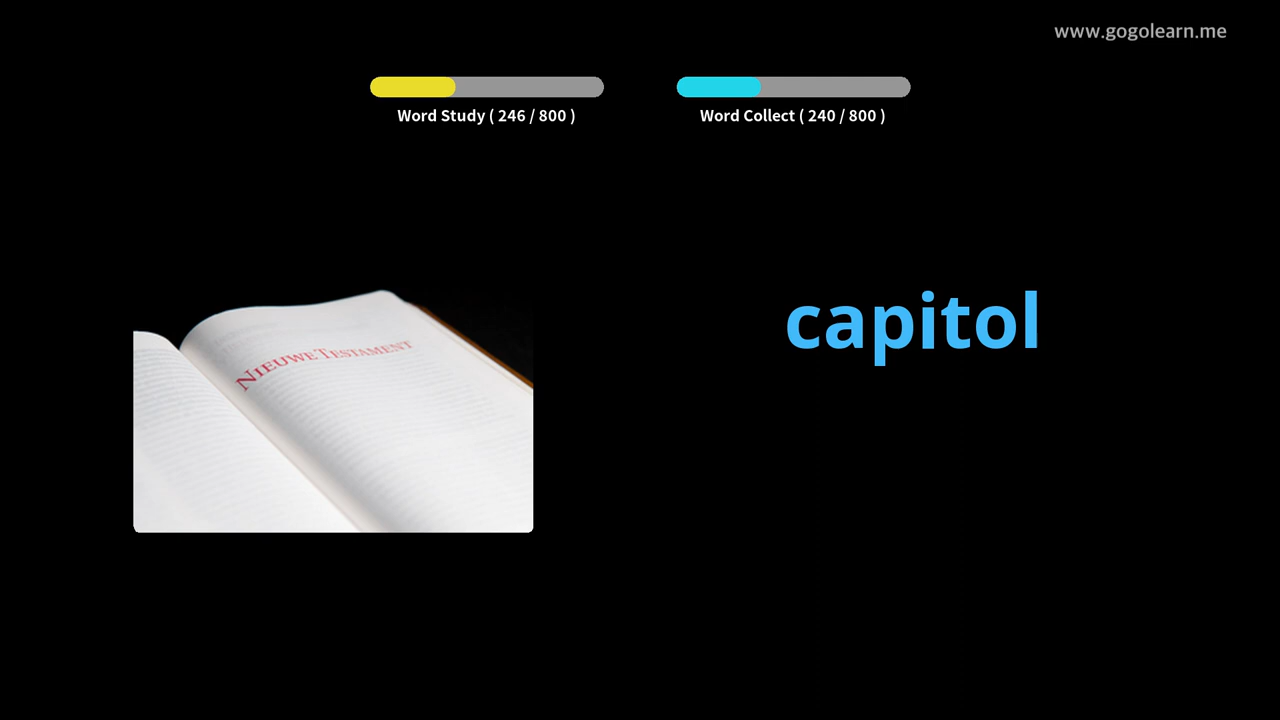 www.gogolearn.me
Word Study ( 246 / 800 )
Word Collect ( 240 / 800 )
NIEUWE TESTAMENT
capitol